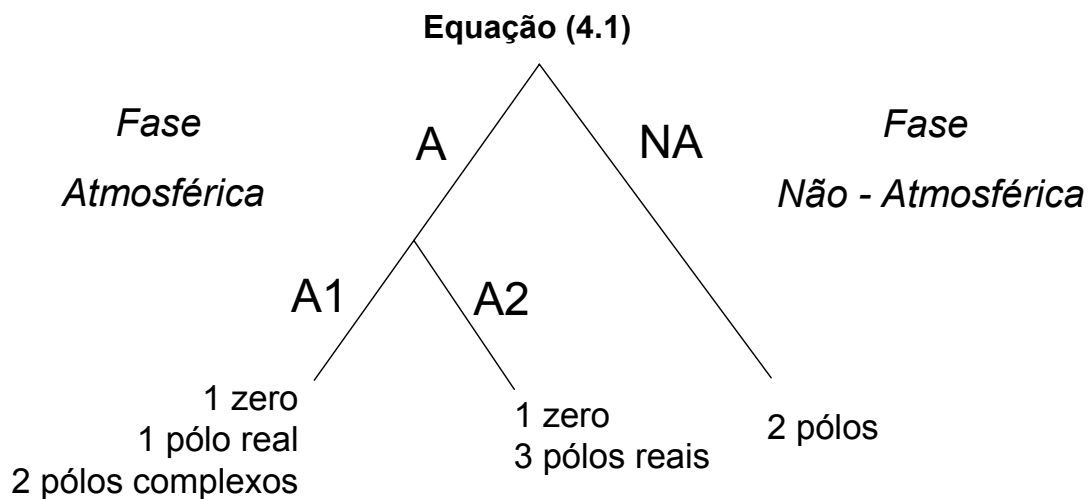 Equação (4.1)
Fase
Atmosférica
A
NA
Fase
Não - Atmosférica
A1
A2
1 zero
1 pólo real
2 pólos complexos
1 zero
3 pólos reais
2 pólos